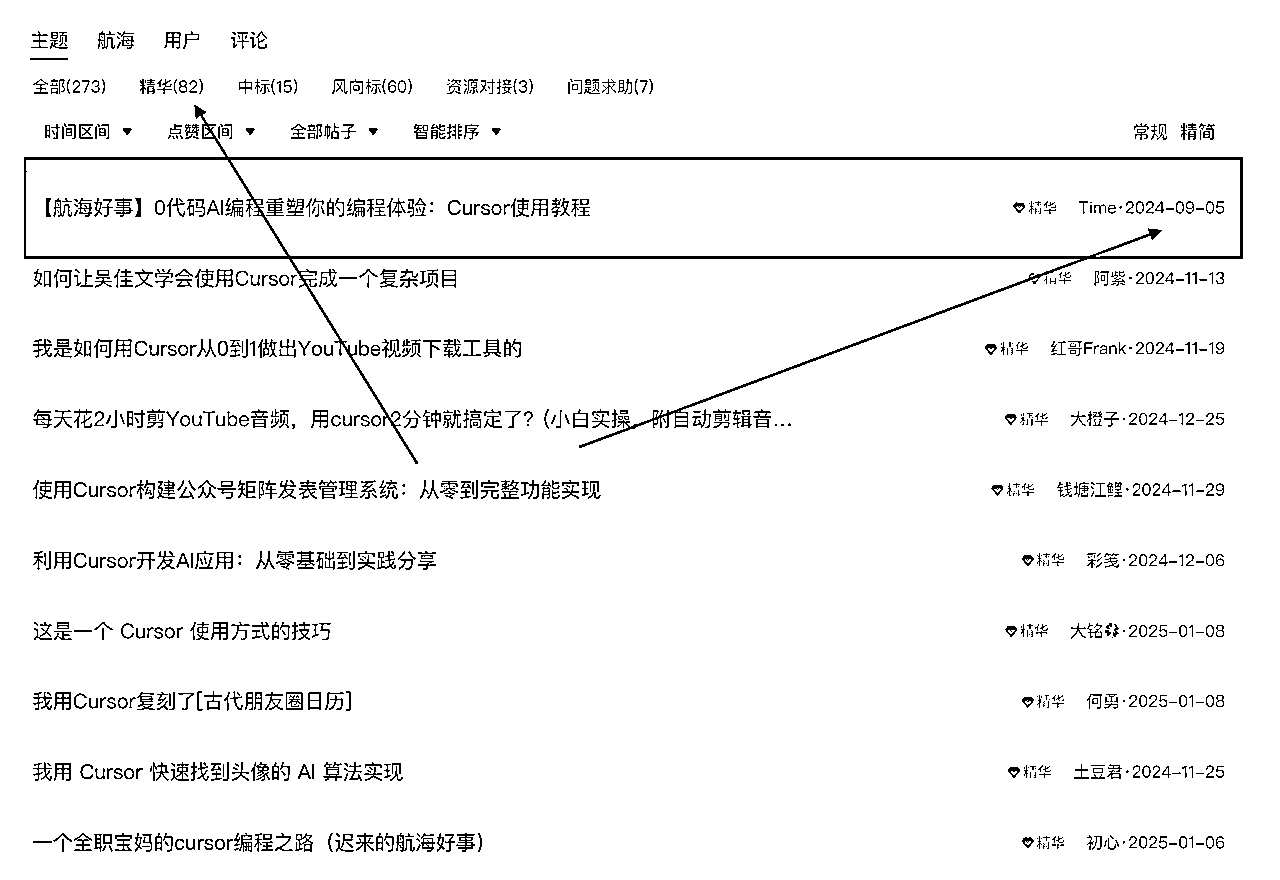 主题 航海 用户 评论
全部(273) 精华(82) 中标(15) 风向标(60) 资源对接(3) 问题求助(7)
时间区间 ▼ 点赞区间 ▼ 全部帖子 ▼ 智能排序 ▼ 常规 精简
【航海好事】0代码AI编程重塑你的编程体验：Cursor使用教程 精华 Time·2024-09-05
如何让吴佳文学会使用Cursor完成一个复杂项目 精华 阿紫·2024-11-13
我是如何用Cursor从0到1做出YouTube视频下载工具的 精华 红哥Frank·2024-11-19
每天花2小时剪YouTube音频，用cursor2分钟就搞定了？(小白实操，附自动剪辑音... 精华 大橙子·2024-12-25
使用Cursor构建公众号矩阵发表管理系统：从零到完整功能实现 精华 钱塘江鲤·2024-11-29
利用Cursor开发AI应用：从零基础到实践分享 精华 彩笺·2024-12-06
这是一个 Cursor 使用方式的技巧 精华 大铭·2025-01-08
我用Cursor复刻了[古代朋友圈日历] 精华 何勇·2025-01-08
我用 Cursor 快速找到头像的 AI 算法实现 精华 土豆君·2024-11-25
一个全职宝妈的cursor编程之路（迟来的航海好事） 精华 初心·2025-01-06